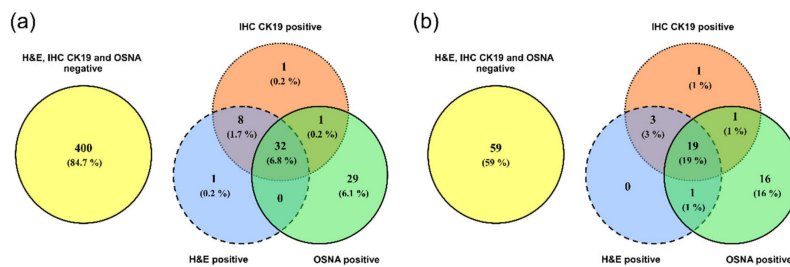 (a)
IHC CK19 positive
H&E, IHC CK19 and OSNA
negative
400
(84.7 %)
1
(0.2 %)
8
(1.7 %)
1
(0.2 %)
32
(6.8 %)
1
(0.2 %)
29
(6.1 %)
0
H&E positive
OSNA positive
(b)
IHC CK19 positive
H&E, IHC CK19 and OSNA
negative
59
(59 %)
1
(1 %)
3
(3 %)
1
(1 %)
19
(19 %)
0
16
(16 %)
1
(1 %)
H&E positive
OSNA positive